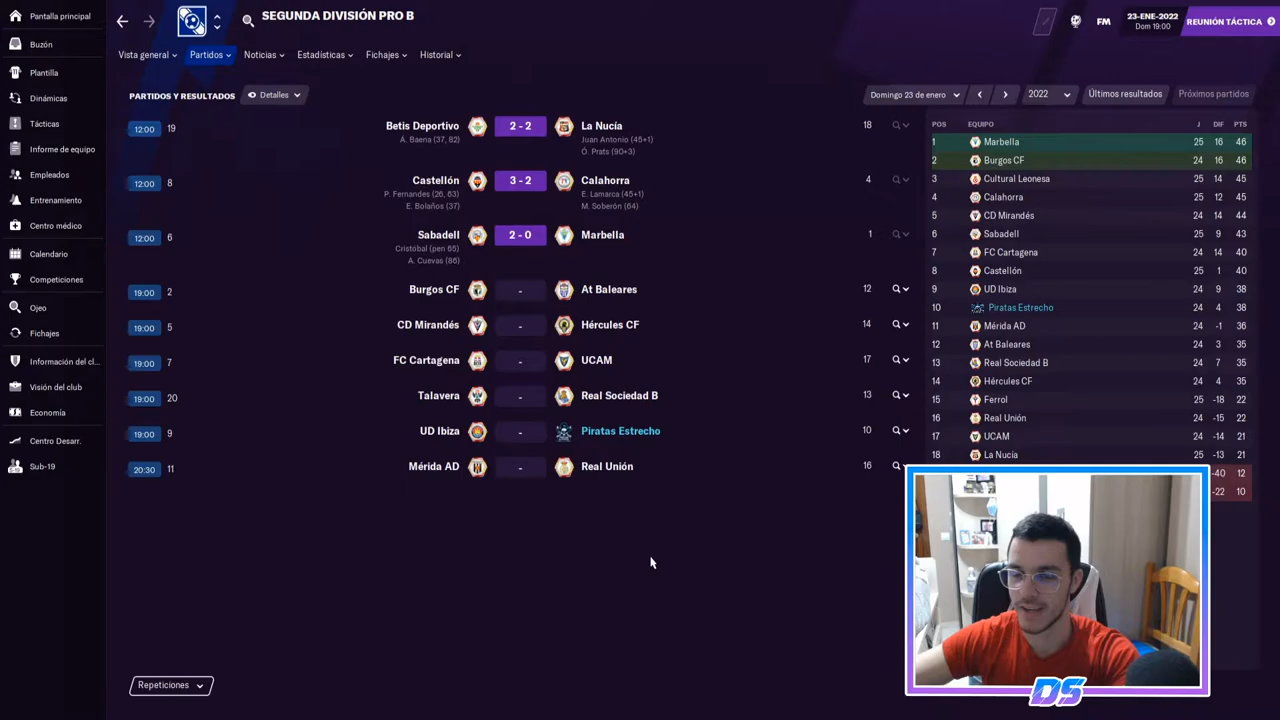 Pantalla principal
Buzón
Plantilla
Dinámicas
Tácticas
Informe de equipo
Empleados
Entrenamiento
Centro médico
Calendario
Competiciones
Ojeo
Fichajes
Información del cl...
Visión del club
Economía
Centro Desarr.
Sub-19
SEGUNDA DIVISIÓN PRO B
FM
23-ENE-2022
Dom 19:00
REUNIÓN TÁCTICA
Vista general Partidos Noticias Estadísticas Fichajes Historial
PARTIDOS Y RESULTADOS Detalles
Domingo 23 de enero 2022 Últimos resultados Próximos partidos
12:00 19 Betis Deportivo 2 - 2 La Nucía 18
Á. Baena (37, 82) Juan Antonio (45+1)
Ó. Prats (90+3)
12:00 8 Castellón 3 - 2 Calahorra 4
P. Fernandes (26, 63) E. Lamarca (45+1)
E. Bolaños (37) M. Soberón (64)
12:00 6 Sabadell 2 - 0 Marbella 1
Cristóbal (pen 65)
A. Cuevas (86)
19:00 2 Burgos CF - At Baleares 12
19:00 5 CD Mirandés - Hércules CF 14
19:00 7 FC Cartagena - UCAM 17
19:00 20 Talavera - Real Sociedad B 13
19:00 9 UD Ibiza - Piratas Estrecho 10
20:30 11 Mérida AD - Real Unión 16
POS EQUIPO J DIF PTS
1 Marbella 25 16 46
2 Burgos CF 24 16 46
3 Cultural Leonesa 25 14 45
4 Calahorra 25 12 45
5 CD Mirandés 24 14 44
6 Sabadell 25 9 43
7 FC Cartagena 24 14 40
8 Castellón 25 1 40
9 UD Ibiza 24 9 38
10 Piratas Estrecho 24 4 38
11 Mérida AD 24 -1 36
12 At Baleares 24 3 35
13 Real Sociedad B 24 7 35
14 Hércules CF 24 4 35
15 Ferrol 25 -18 22
16 Real Unión 24 -15 22
17 UCAM 24 -14 21
18 La Nucía 25 -13 21
-40 12
-22 10
Repeticiones
DS